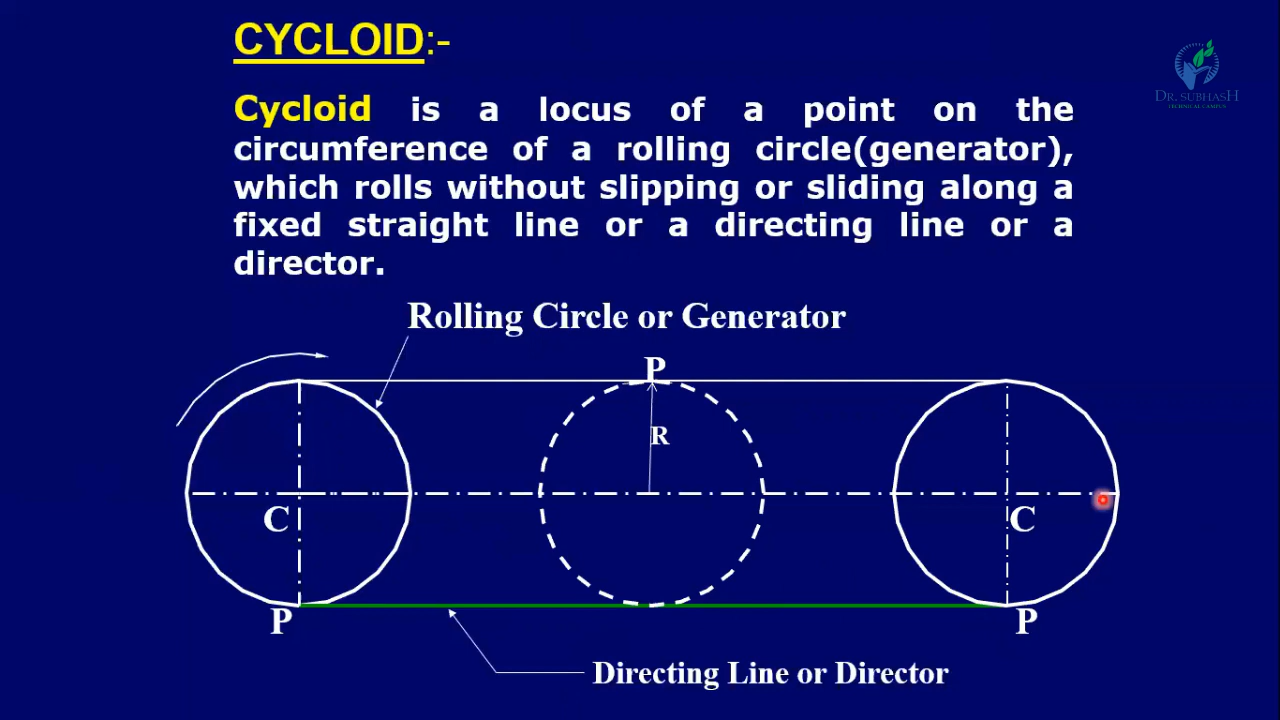 CYCLOID:-
DR. SUBHASH
TECHNICAL CAMPUS
Cycloid is a locus of a point on the
circumference of a rolling circle(generator),
which rolls without slipping or sliding along a
fixed straight line or a directing line or a
director.
Rolling Circle or Generator
P
R
C
C
P
P
Directing Line or Director